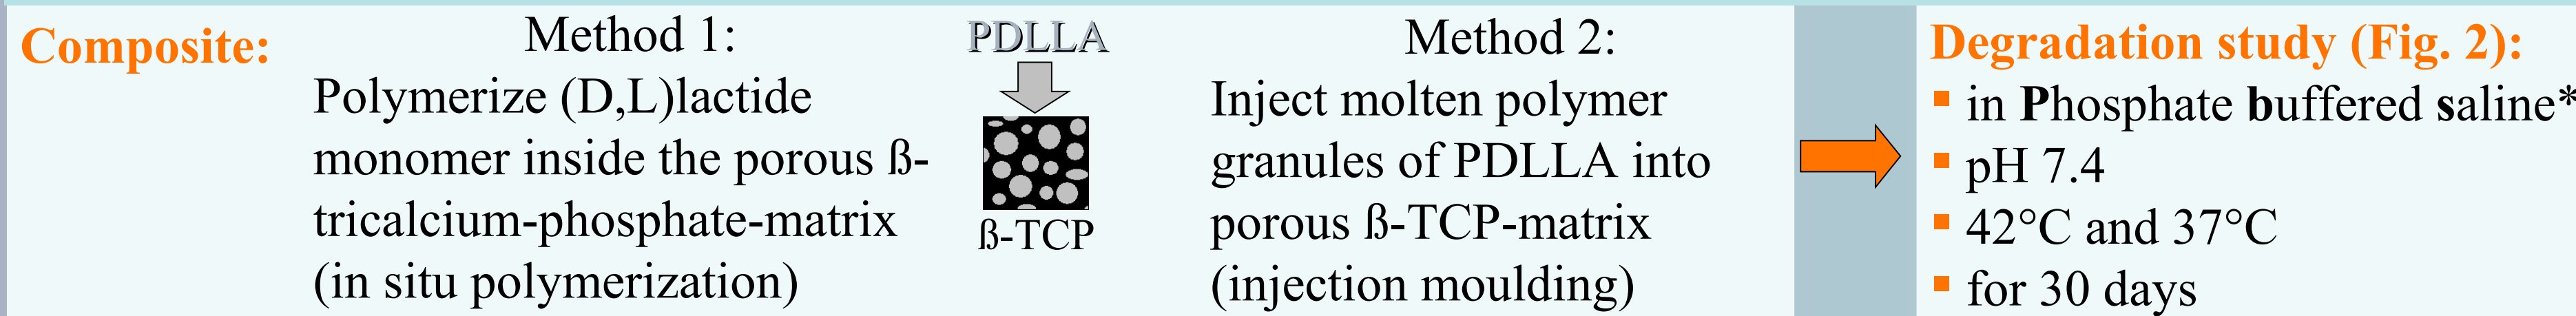 Composite:
Method 1:
Polymerize (D,L)lactide
monomer inside the porous ß-
tricalcium-phosphate-matrix
(in situ polymerization)
PDLLA
ß-TCP
Method 2:
Inject molten polymer
granules of PDLLA into
porous ß-TCP-matrix
(injection moulding)
Degradation study (Fig. 2):
▪ in Phosphate buffered saline*
▪ pH 7.4
▪ 42°C and 37°C
▪ for 30 days